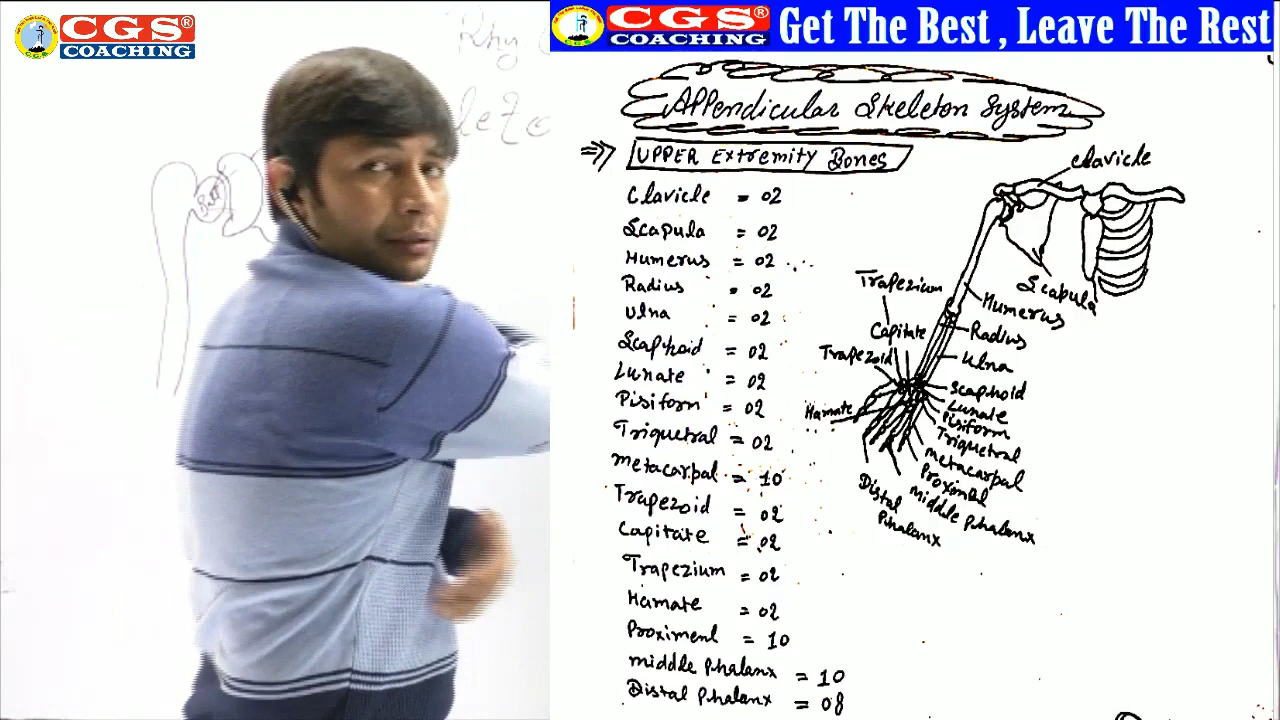 CGS®
COACHING
CGS®
COACHING
Get The Best , Leave The Rest
Appendicular Skeleton System
UPPER Extremity Bones
Clavicle = 02
Scapula = 02
Humerus = 02
Radius = 02
Ulna = 02
Scaphoid = 02
Lunate = 02
Pisiform = 02
Triquetral = 02
metacarpal = 10
Trapezoid = 02
Capitate = 02
Trapezium = 02
Hamate = 02
Proximenl = 10
middle Phalanx = 10
Distal Phalanx = 08
Clavicle
Scapula
Humerus
Radius
Ulna
Trapezium
Capitate
Trapezoid
Hamate
Scaphoid
Lunate
Pisiform
Triquetral
metacarpal
Proximal
middle Phalanx
Distal
Phalanx